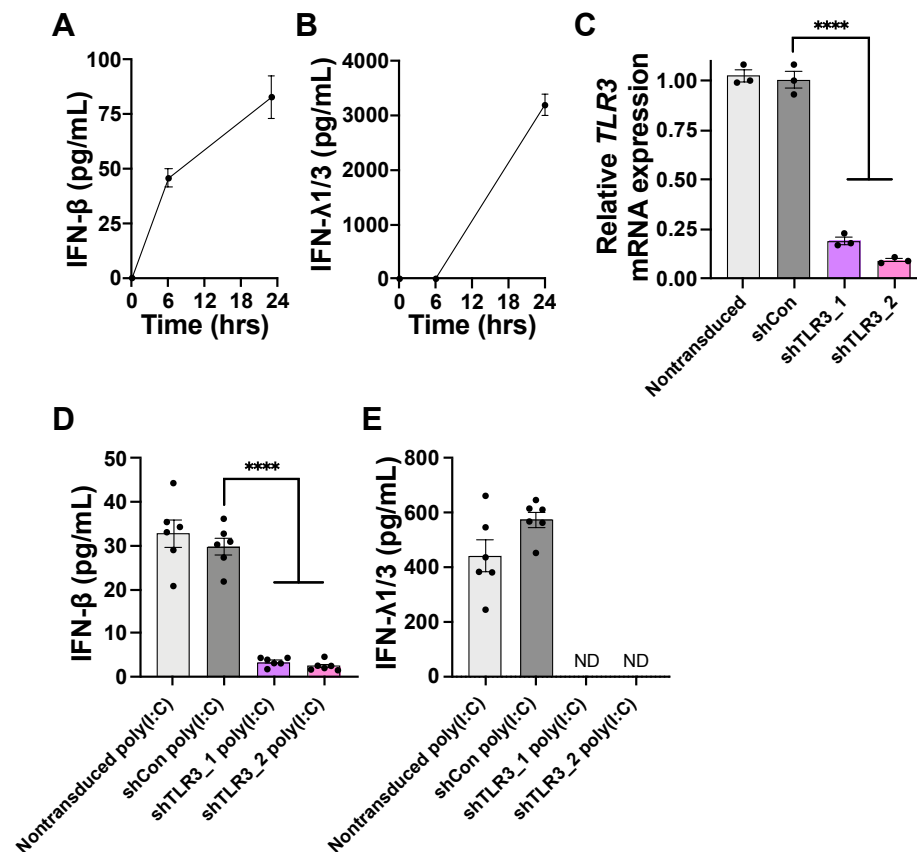 A
IFN-β (pg/mL)
100
75
50
25
0
0 6 12 18 24
Time (hrs)
B
IFN-λ1/3 (pg/mL)
4000
3000
2000
1000
0
0 6 12 18 24
Time (hrs)
C
Relative TLR3
mRNA expression
1.00
0.75
0.50
0.25
0.00
****
Nontransduced
shCon
shTLR3_1
shTLR3_2
D
IFN-β (pg/mL)
50
40
30
20
10
0
****
Nontransduced poly(I:C)
shCon poly(I:C)
shTLR3_1 poly(I:C)
shTLR3_2 poly(I:C)
E
IFN-λ1/3 (pg/mL)
800
600
400
200
0
ND ND
Nontransduced poly(I:C)
shCon poly(I:C)
shTLR3_1 poly(I:C)
shTLR3_2 poly(I:C)